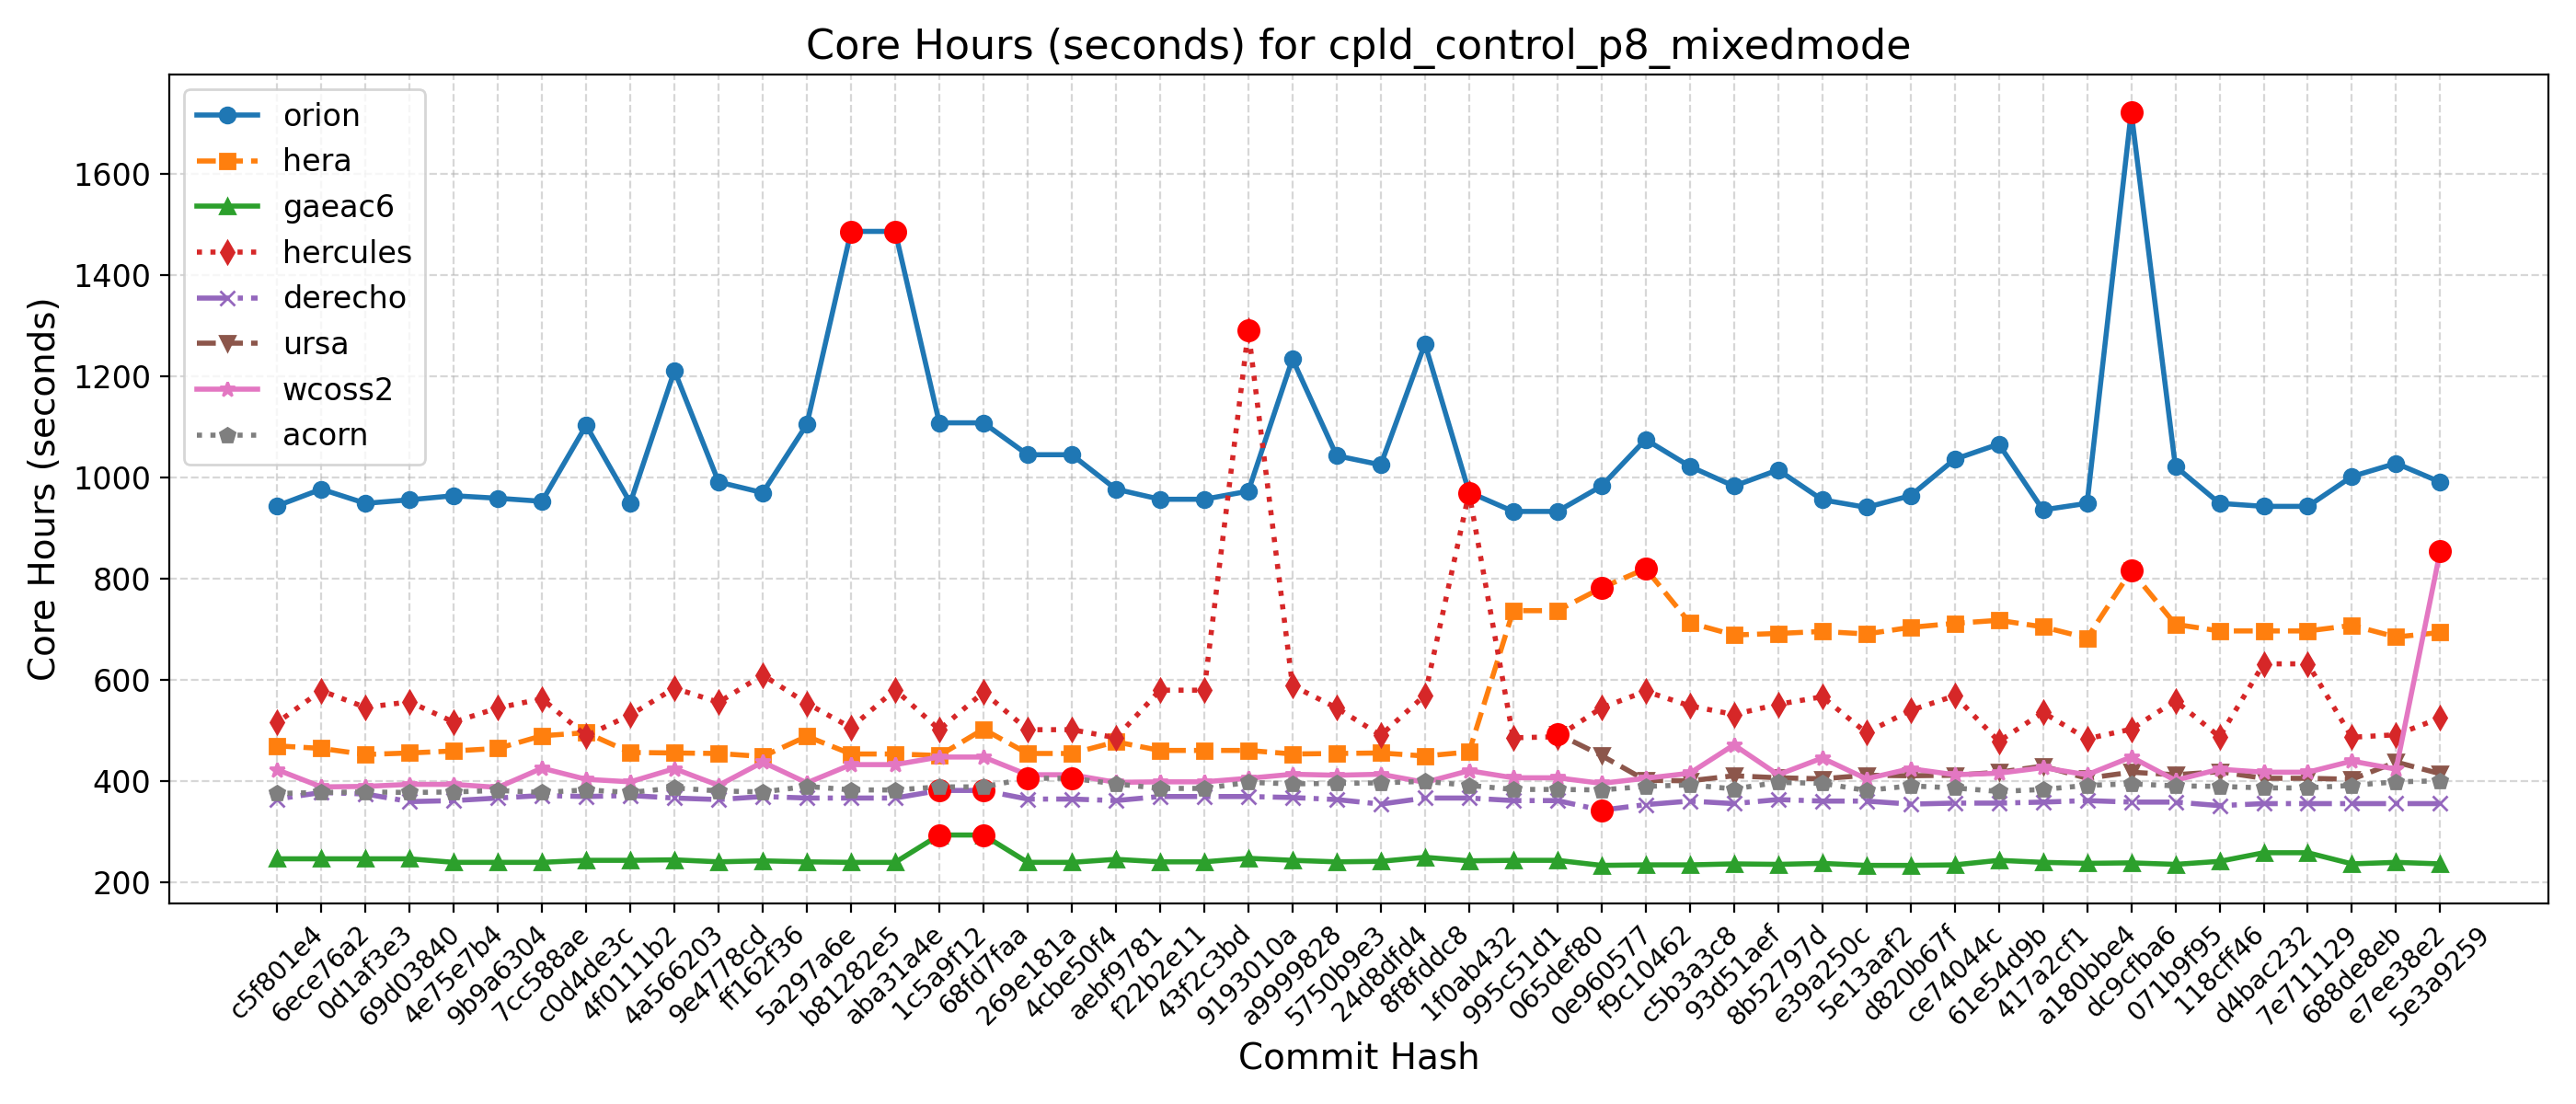 Core Hours (seconds) for cpld_control_p8_mixedmode
orion
hera
gaeac6
hercules
derecho
ursa
wcoss2
acorn
Core Hours (seconds)
1600
1400
1200
1000
800
600
400
200
c5f801e4
6ece76a2
0d1af3e3
69d03840
4e75e7b4
9b9a6304
7cc588ae
c0d4de3c
4f0111b2
4a566203
9e4778cd
ff162f36
5a297a6e
b81282e5
aba31a4e
1c5a9f12
68fd7faa
269e181a
4cbe50f4
aebf9781
f22b2e11
43f2c3bd
9193010a
a9999828
5750b9e3
24d8dfd4
8f8fddc8
1f0ab432
995c51d1
065def80
0e960577
f9c10462
c5b3a3c8
93d51aef
8b52797d
e39a250c
5e13aaf2
d820b67f
ce74044c
61e54d9b
417a2cf1
a180bbe4
dc9cfba6
071b9f95
118cff46
d4bac232
7e711129
688de8eb
e7ee38e2
5e3a9259
Commit Hash